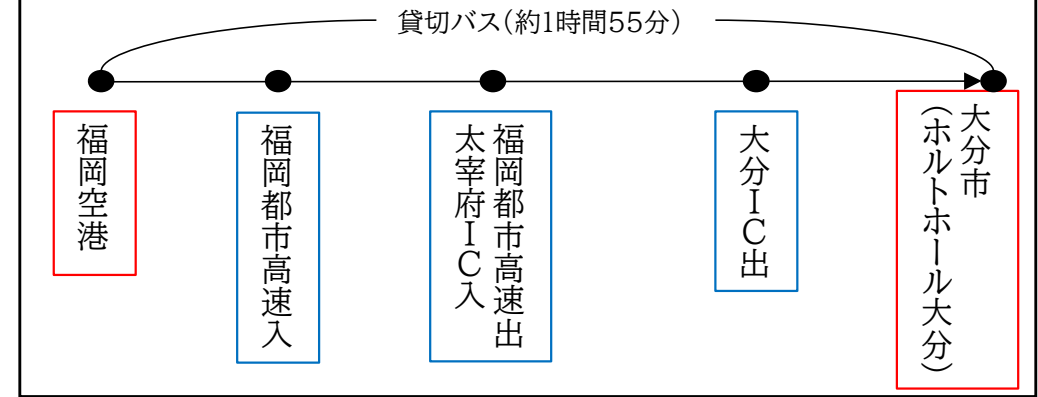 貸切バス（約1時間55分）
福岡空港
福岡都市高速入
福岡都市高速出
太宰府ＩＣ入
大分ＩＣ出
大分市
（ホルトホール大分）